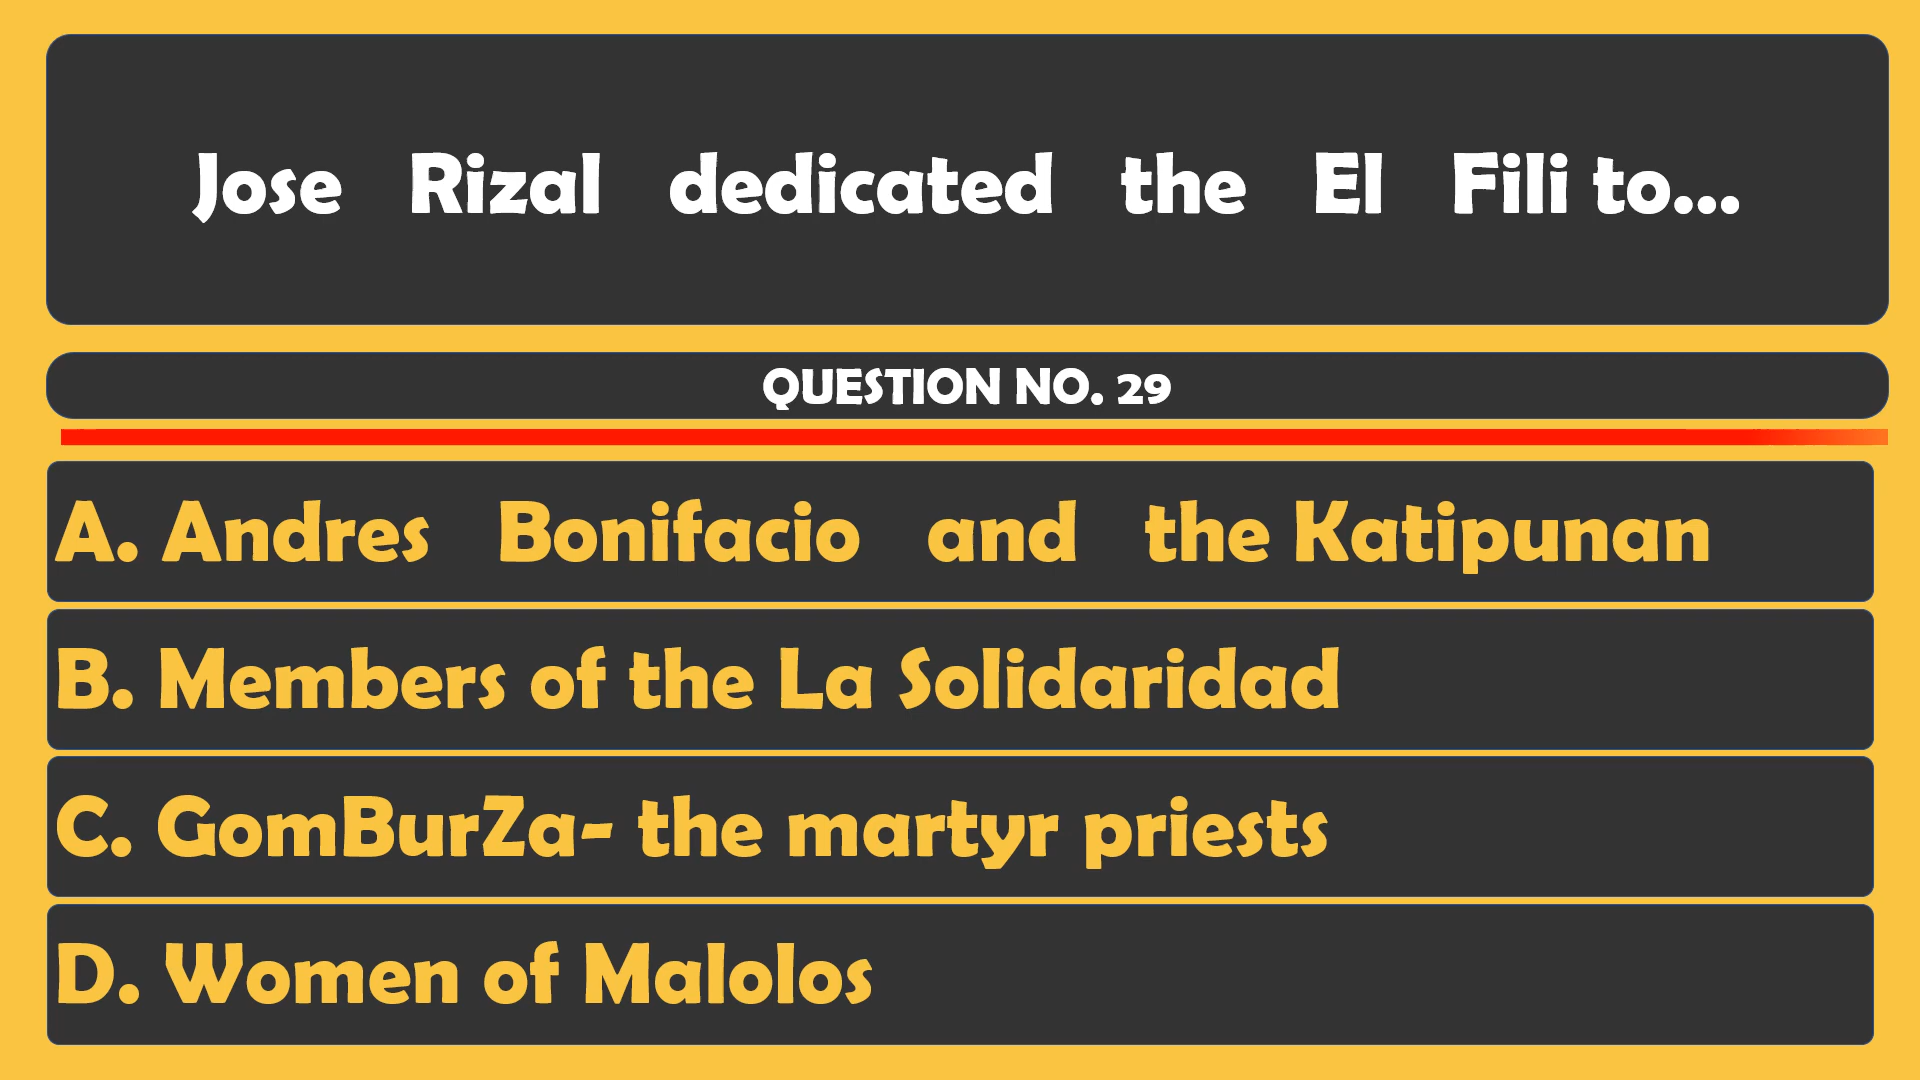 Jose Rizal dedicated the El Fili to...
QUESTION NO. 29
A. Andres Bonifacio and the Katipunan
B. Members of the La Solidaridad
C. GomBurZa- the martyr priests
D. Women of Malolos